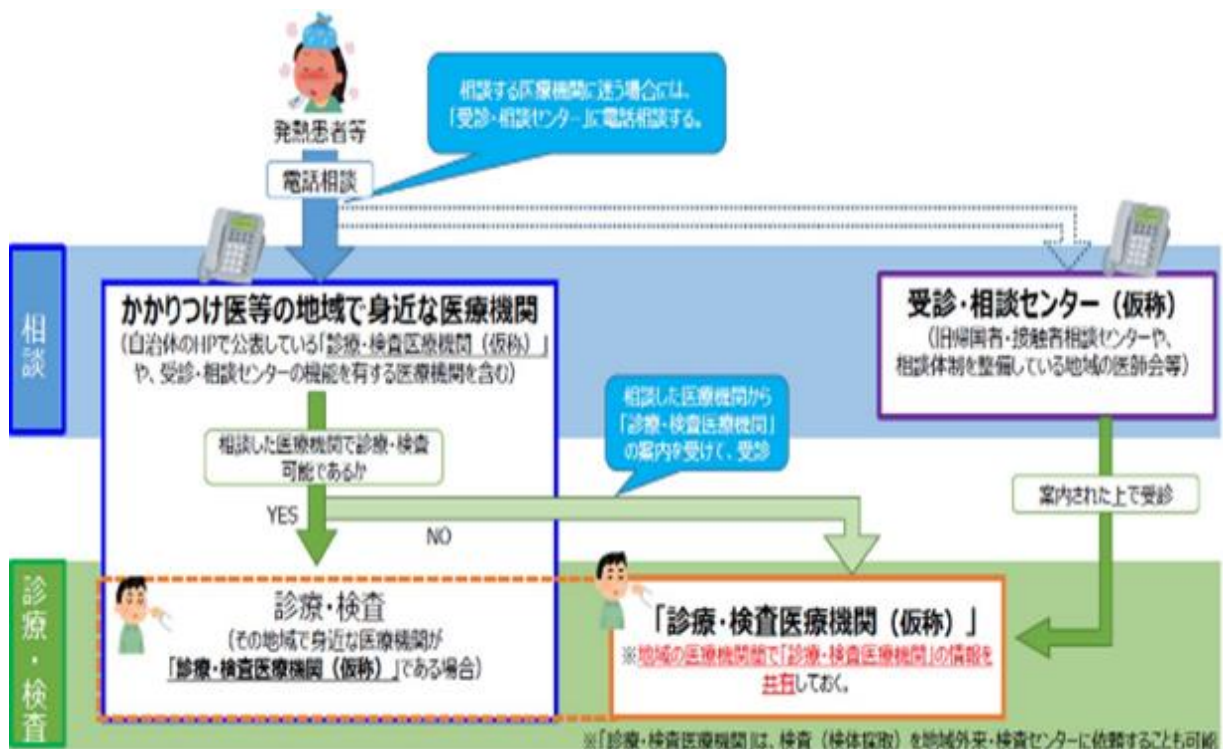 発熱患者等
電話相談
相談する医療機関に迷う場合には、
「受診・相談センター」に電話相談する。
相談
かかりつけ医等の地域で身近な医療機関
(自治体のHPで公表している「診療・検査医療機関（仮称）」
や、受診・相談センターの機能を有する医療機関を含む)
受診・相談センター（仮称）
(旧帰国者・接触者相談センターや、
相談体制を整備している地域の医師会等)
相談した医療機関で診療・検査
可能であるか
相談した医療機関から
「診療・検査医療機関」
の案内を受けて、受診
案内された上で受診
YES
NO
診療・検査
診療・検査
(その地域で身近な医療機関が
「診療・検査医療機関（仮称）」である場合)
「診療・検査医療機関（仮称）」
※地域の医療機関間で「診療・検査医療機関」の情報を
共有しておく。
※「診療・検査医療機関」は、検査（検体採取）を地域外来・検査センターに依頼することも可能